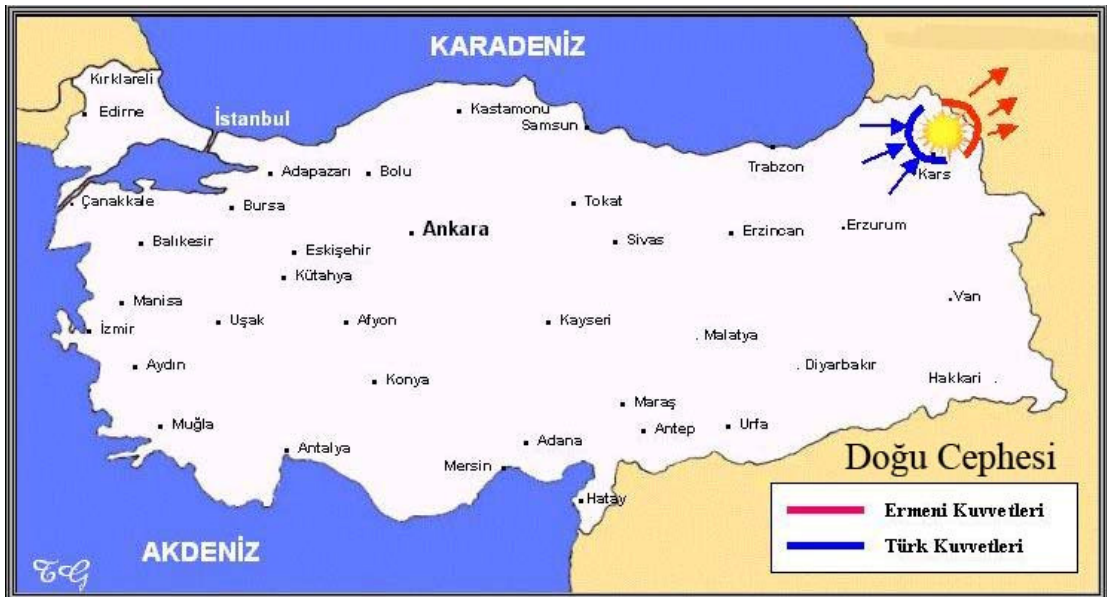 KARADENİZ
Kırklareli
Edirne
İstanbul
Kastamonu
Samsun
Trabzon
Kars
Adapazarı
Bolu
Çanakkale
Bursa
Tokat
Ankara
Erzurum
Balıkesir
Eskişehir
Sivas
Erzincan
Kütahya
Manisa
Van
İzmir
Uşak
Afyon
Kayseri
Malatya
Aydın
Konya
Diyarbakır
Hakkari
Maraş
Muğla
Antep
Urfa
Antalya
Adana
Mersin
Hatay
Doğu Cephesi
Ermeni Kuvvetleri
Türk Kuvvetleri
AKDENİZ